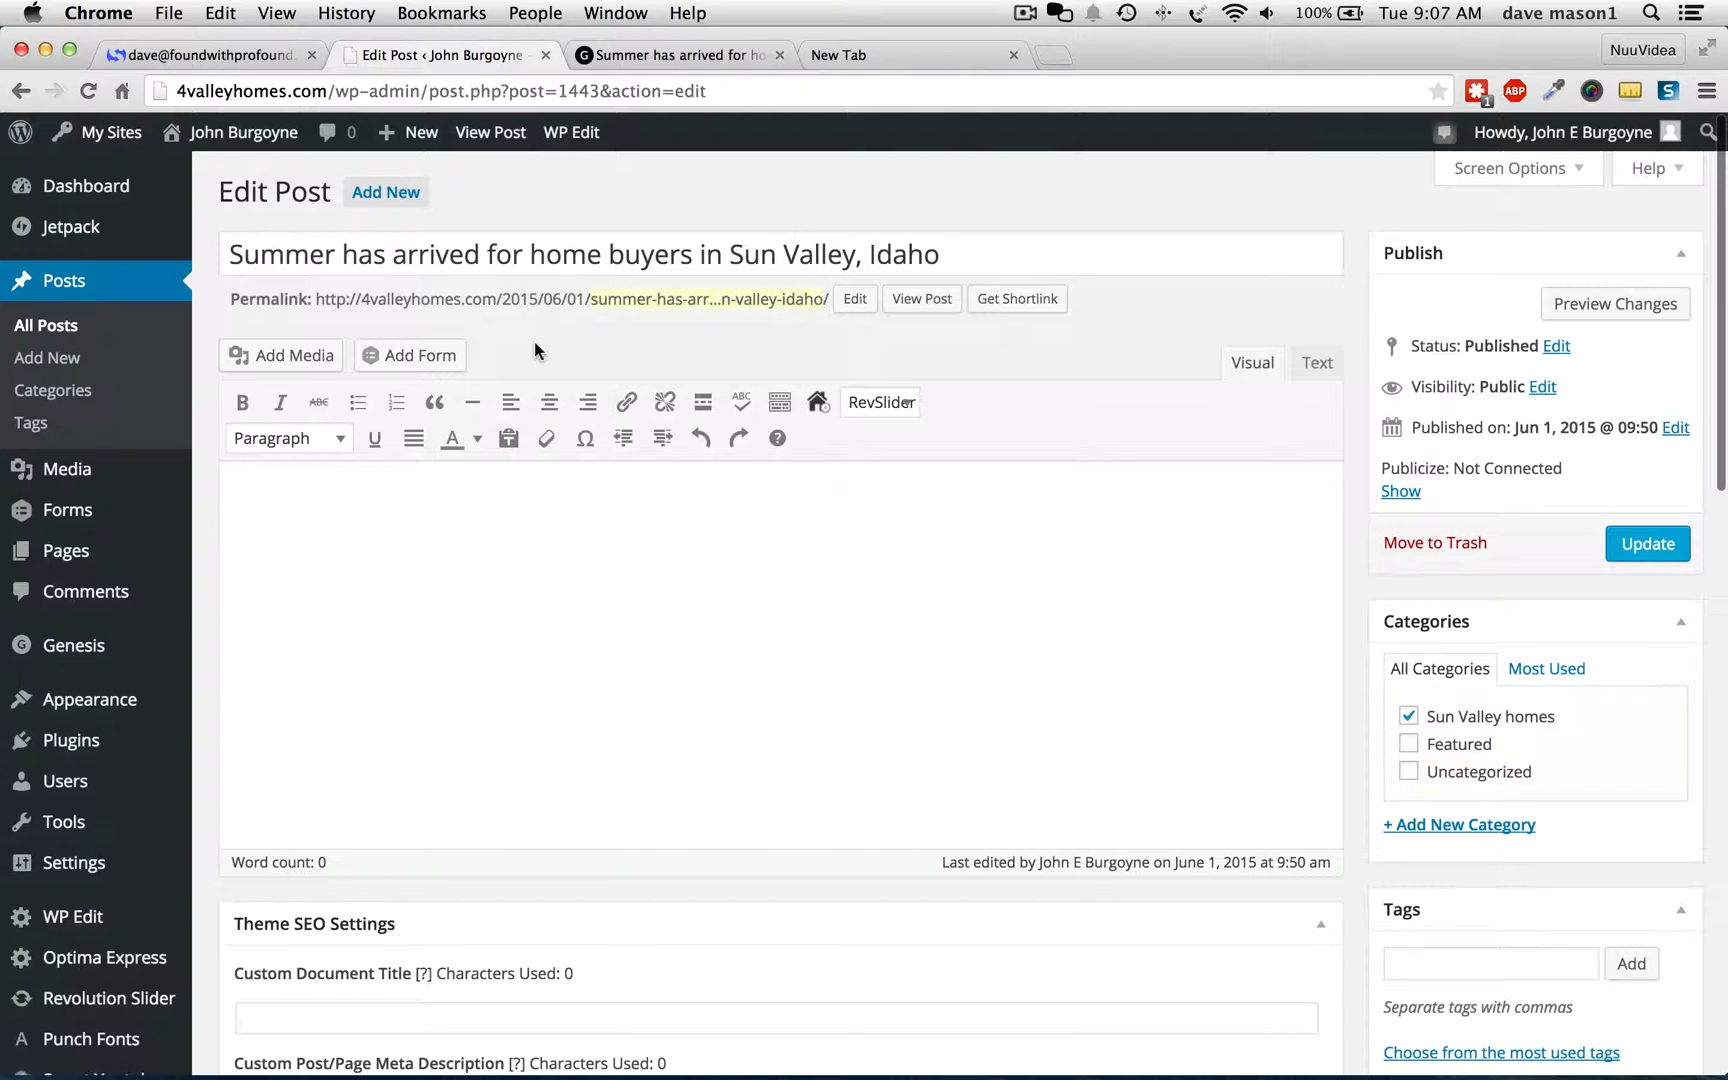 Chrome File Edit View History Bookmarks People Window Help 100% Tue 9:07 AM dave mason1
dave@foundwithprofound. Edit Post ‹ John Burgoyne Summer has arrived for ho New Tab NuuVidea
4valleyhomes.com/wp-admin/post.php?post=1443&action=edit
1 ABP S
My Sites John Burgoyne 0 + New View Post WP Edit Howdy, John E Burgoyne
Screen Options Help
Dashboard
Jetpack
Posts
All Posts
Add New
Categories
Tags
Media
Forms
Pages
Comments
Genesis
Appearance
Plugins
Users
Tools
Settings
WP Edit
Optima Express
Revolution Slider
Punch Fonts
Edit Post Add New
Summer has arrived for home buyers in Sun Valley, Idaho
Permalink: http://4valleyhomes.com/2015/06/01/summer-has-arr...n-valley-idaho/ Edit View Post Get Shortlink
Add Media Add Form Visual Text
B I ABC ABC RevSlider
Paragraph U A Ω ?
Word count: 0 Last edited by John E Burgoyne on June 1, 2015 at 9:50 am
Theme SEO Settings
Custom Document Title [?] Characters Used: 0
Custom Post/Page Meta Description [?] Characters Used: 0
Publish
Preview Changes
Status: Published Edit
Visibility: Public Edit
Published on: Jun 1, 2015 @ 09:50 Edit
Publicize: Not Connected
Show
Move to Trash Update
Categories
All Categories Most Used
Sun Valley homes
Featured
Uncategorized
+ Add New Category
Tags
Add
Separate tags with commas
Choose from the most used tags